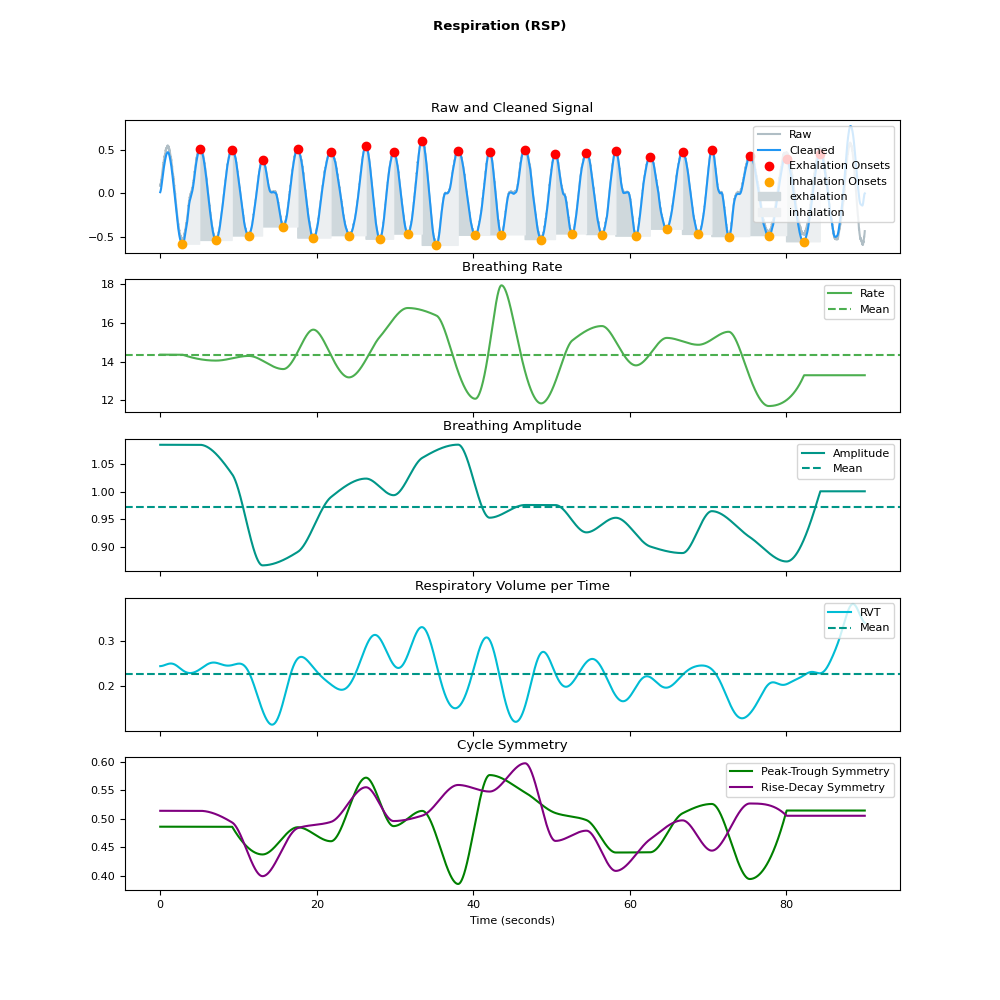 Respiration (RSP)
Raw and Cleaned Signal
0.5
0.0
−0.5
Raw
Cleaned
Exhalation Onsets
Inhalation Onsets
exhalation
inhalation
Breathing Rate
18
16
14
12
Rate
Mean
Breathing Amplitude
1.05
1.00
0.95
0.90
Amplitude
Mean
Respiratory Volume per Time
0.3
0.2
RVT
Mean
Cycle Symmetry
0.60
0.55
0.50
0.45
0.40
Peak-Trough Symmetry
Rise-Decay Symmetry
0 20 40 60 80
Time (seconds)